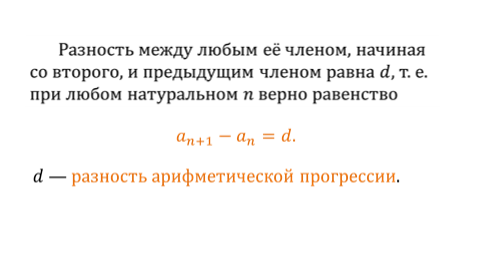 Разность между любым её членом, начиная
со второго, и предыдущим членом равна d, т. е.
при любом натуральном n верно равенство
aₙ₊₁ − aₙ = d.
d — разность арифметической прогрессии.